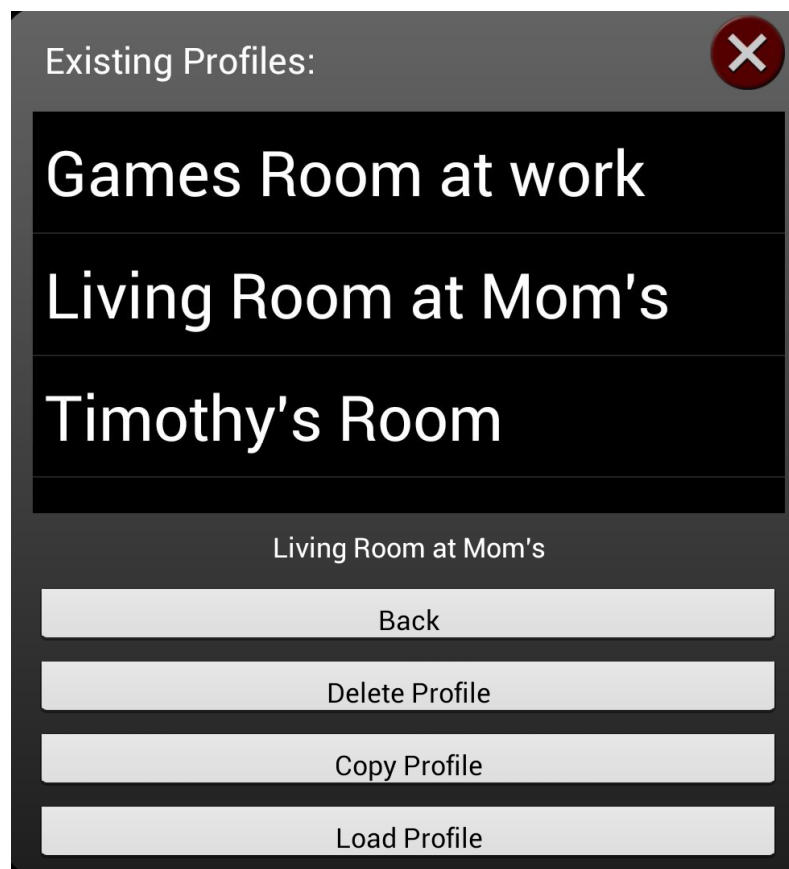 Existing Profiles:
Games Room at work
Living Room at Mom's
Timothy's Room
Living Room at Mom's
Back
Delete Profile
Copy Profile
Load Profile